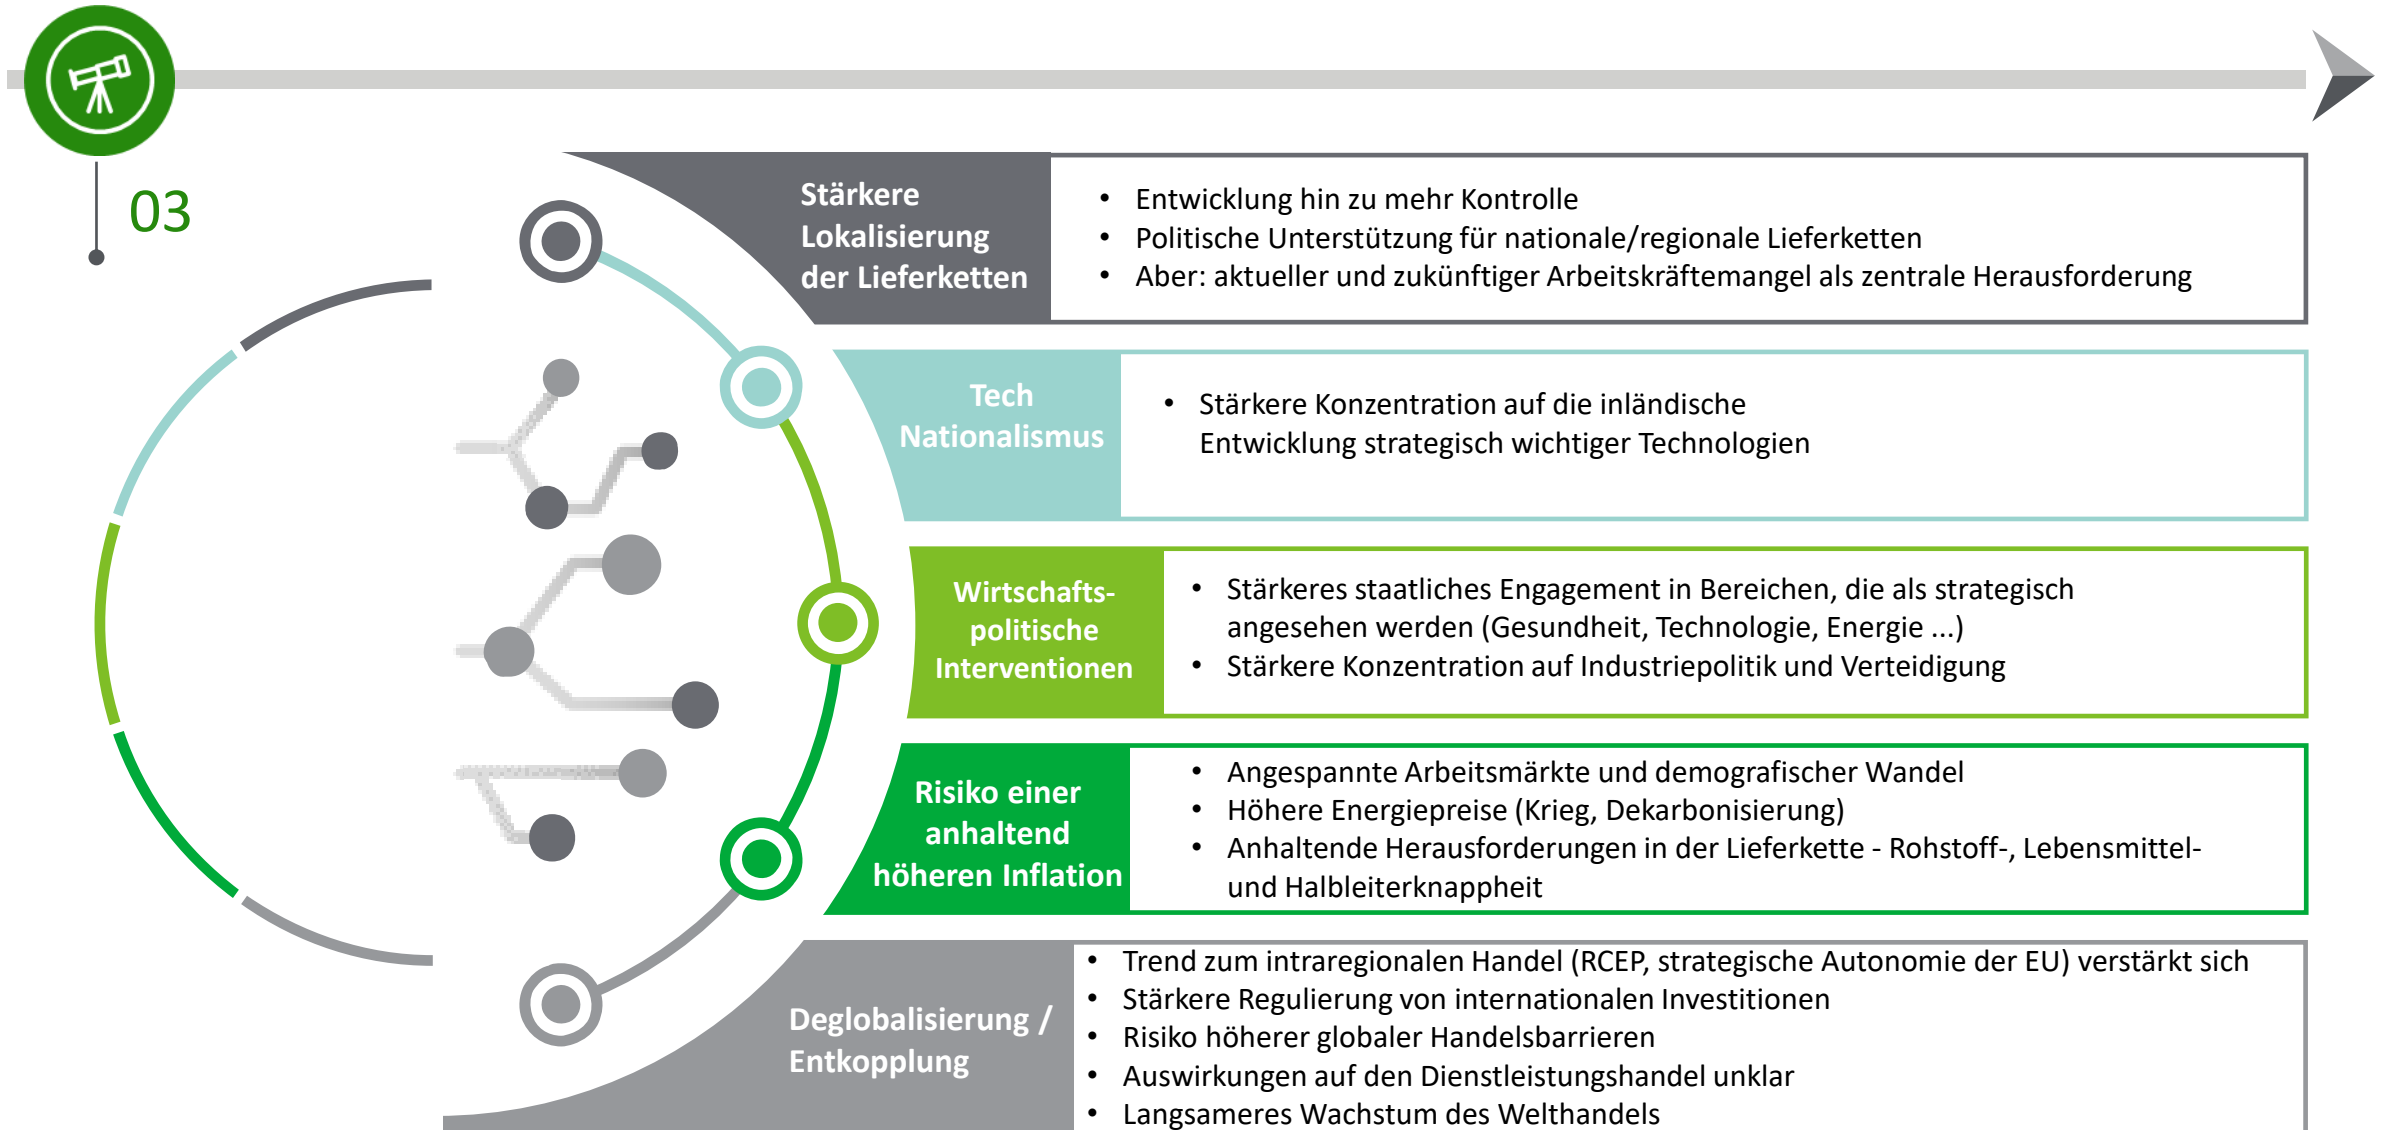 03
Stärkere
Lokalisierung
der Lieferketten
• Entwicklung hin zu mehr Kontrolle
• Politische Unterstützung für nationale/regionale Lieferketten
• Aber: aktueller und zukünftiger Arbeitskräftemangel als zentrale Herausforderung
Tech
Nationalismus
• Stärkere Konzentration auf die inländische
Entwicklung strategisch wichtiger Technologien
Wirtschafts-
politische
Interventionen
• Stärkeres staatliches Engagement in Bereichen, die als strategisch
angesehen werden (Gesundheit, Technologie, Energie ...)
• Stärkere Konzentration auf Industriepolitik und Verteidigung
Risiko einer
anhaltend
höheren Inflation
• Angespannte Arbeitsmärkte und demografischer Wandel
• Höhere Energiepreise (Krieg, Dekarbonisierung)
• Anhaltende Herausforderungen in der Lieferkette - Rohstoff-, Lebensmittel-
und Halbleiterknappheit
Deglobalisierung /
Entkopplung
• Trend zum intraregionalen Handel (RCEP, strategische Autonomie der EU) verstärkt sich
• Stärkere Regulierung von internationalen Investitionen
• Risiko höherer globaler Handelsbarrieren
• Auswirkungen auf den Dienstleistungshandel unklar
• Langsameres Wachstum des Welthandels